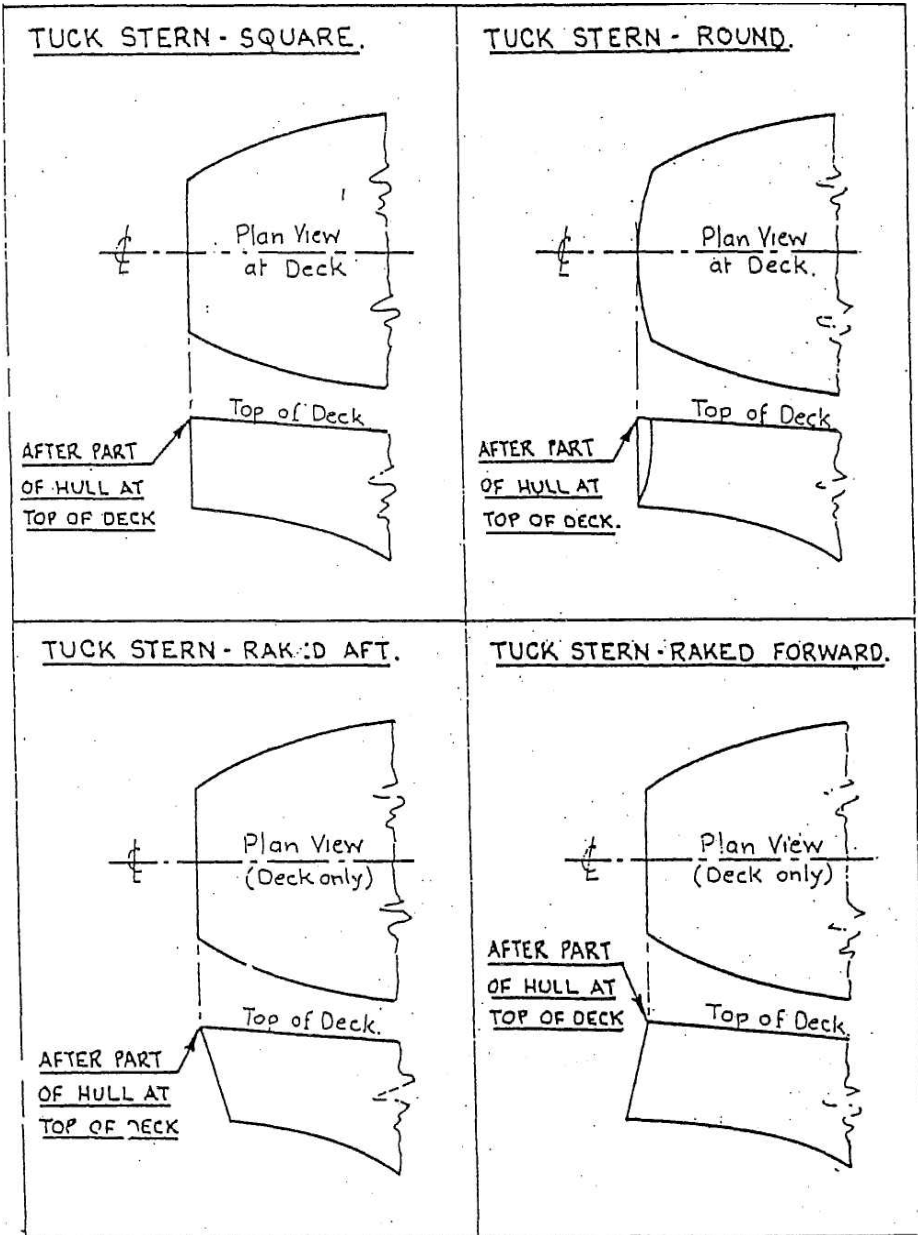 TUCK STERN - SQUARE.
Plan View
at Deck
Top of Deck
AFTER PART
OF HULL AT
TOP OF DECK
TUCK STERN - ROUND.
Plan View
at Deck.
Top of Deck
AFTER PART
OF HULL AT
TOP OF DECK.
TUCK STERN - RAK:D AFT.
Plan View
(Deck only)
Top of Deck.
AFTER PART
OF HULL AT
TOP OF DECK
TUCK STERN - RAKED FORWARD.
Plan View
(Deck only)
AFTER PART
OF HULL AT
TOP OF DECK
Top of Deck